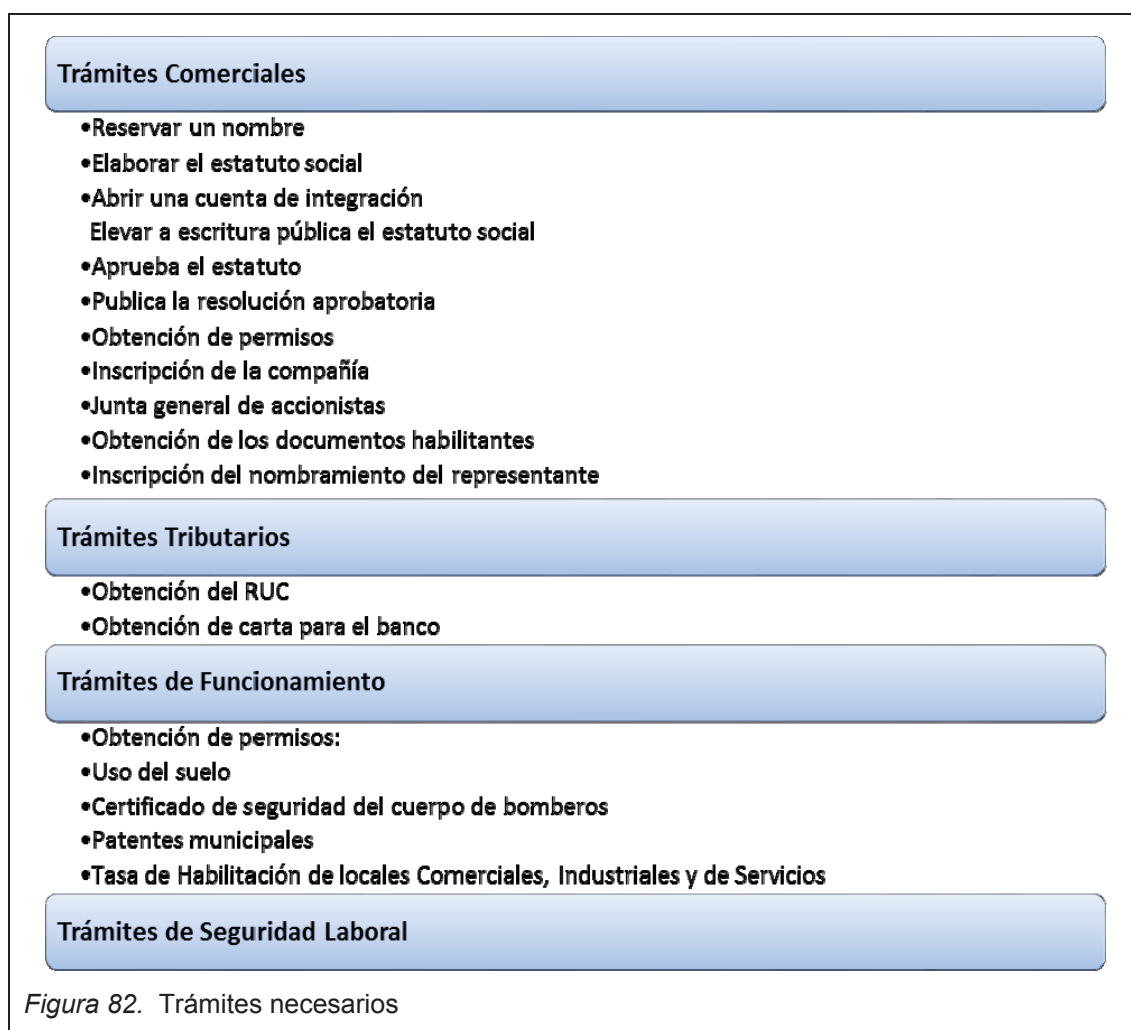 Trámites Comerciales
•Reservar un nombre
•Elaborar el estatuto social
•Abrir una cuenta de integración
Elevar a escritura pública el estatuto social
•Aprueba el estatuto
•Publica la resolución aprobatoria
•Obtención de permisos
•Inscripción de la compañía
•Junta general de accionistas
•Obtención de los documentos habilitantes
•Inscripción del nombramiento del representante
Trámites Tributarios
•Obtención del RUC
•Obtención de carta para el banco
Trámites de Funcionamiento
•Obtención de permisos:
•Uso del suelo
•Certificado de seguridad del cuerpo de bomberos
•Patentes municipales
•Tasa de Habilitación de locales Comerciales, Industriales y de Servicios
Trámites de Seguridad Laboral
Figura 82. Trámites necesarios